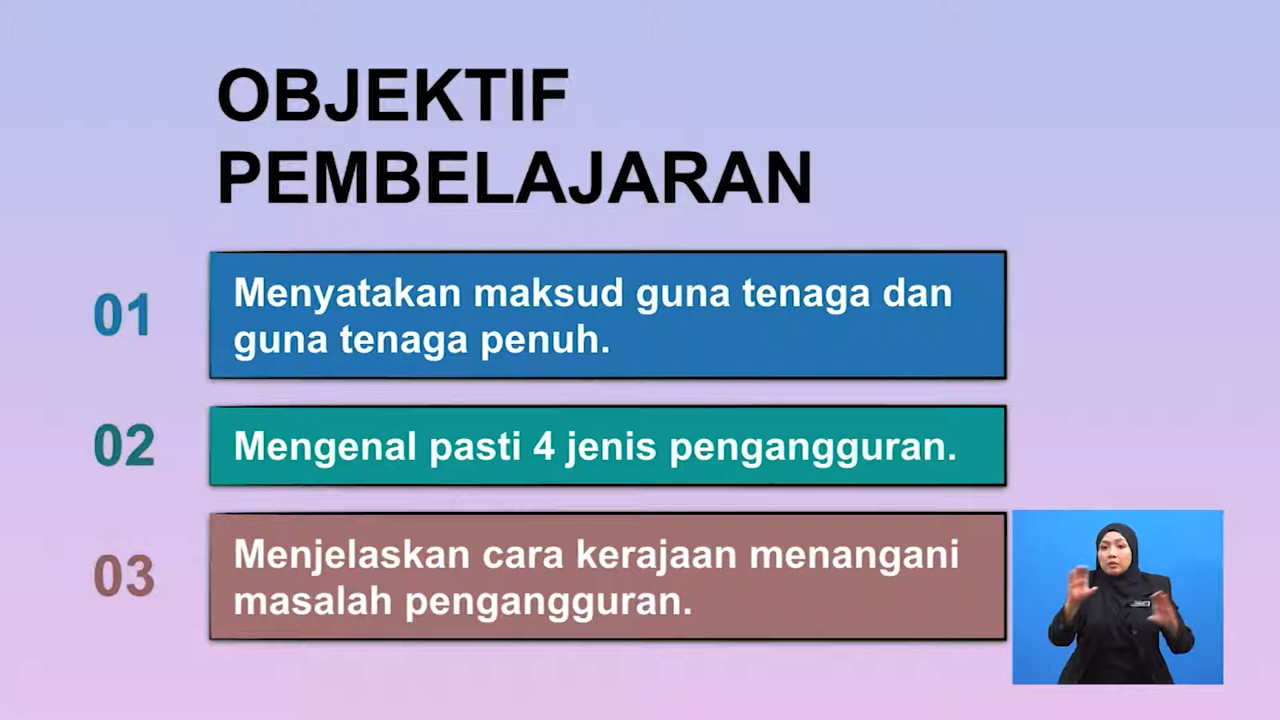 OBJEKTIF
PEMBELAJARAN
01
Menyatakan maksud guna tenaga dan
guna tenaga penuh.
02
Mengenal pasti 4 jenis pengangguran.
03
Menjelaskan cara kerajaan menangani
masalah pengangguran.